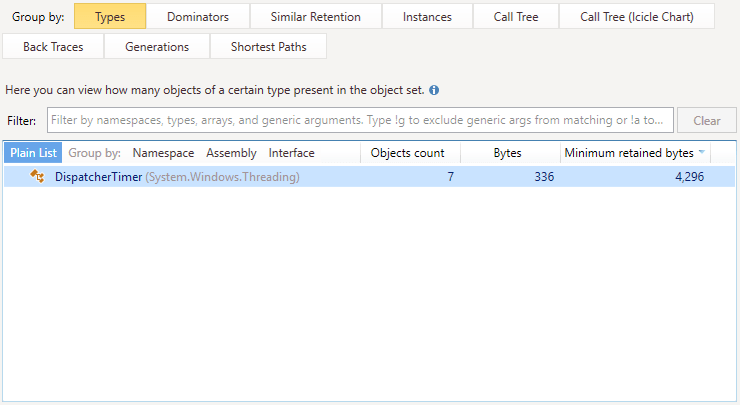 Group by: Types Dominators Similar Retention Instances Call Tree Call Tree (Icicle Chart)
Back Traces Generations Shortest Paths
Here you can view how many objects of a certain type present in the object set.
Filter: Filter by namespaces, types, arrays, and generic arguments. Type !g to exclude generic args from matching or !a to... Clear
Plain List Group by: Namespace Assembly Interface Objects count Bytes Minimum retained bytes
DispatcherTimer (System.Windows.Threading) 7 336 4,296